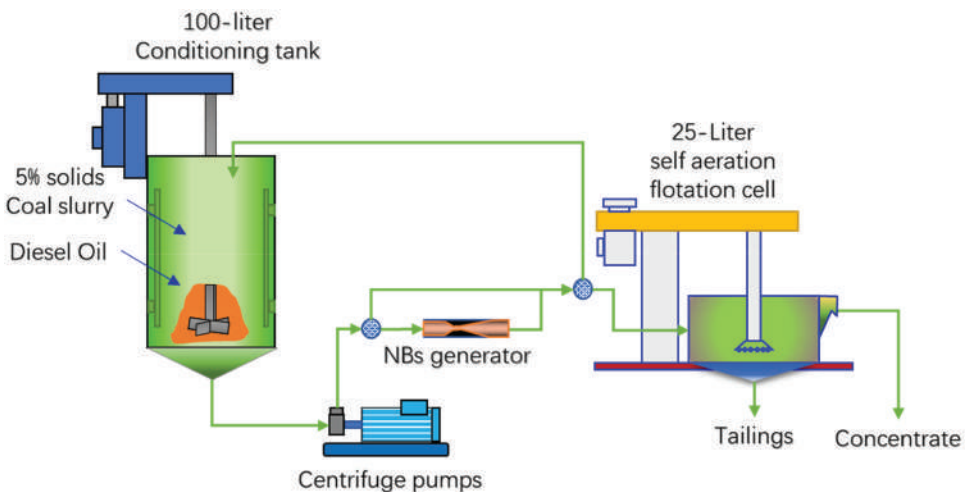 100-liter
Conditioning tank
5% solids
Coal slurry
Diesel Oil
25-Liter
self aeration
flotation cell
NBs generator
Centrifuge pumps
Tailings
Concentrate